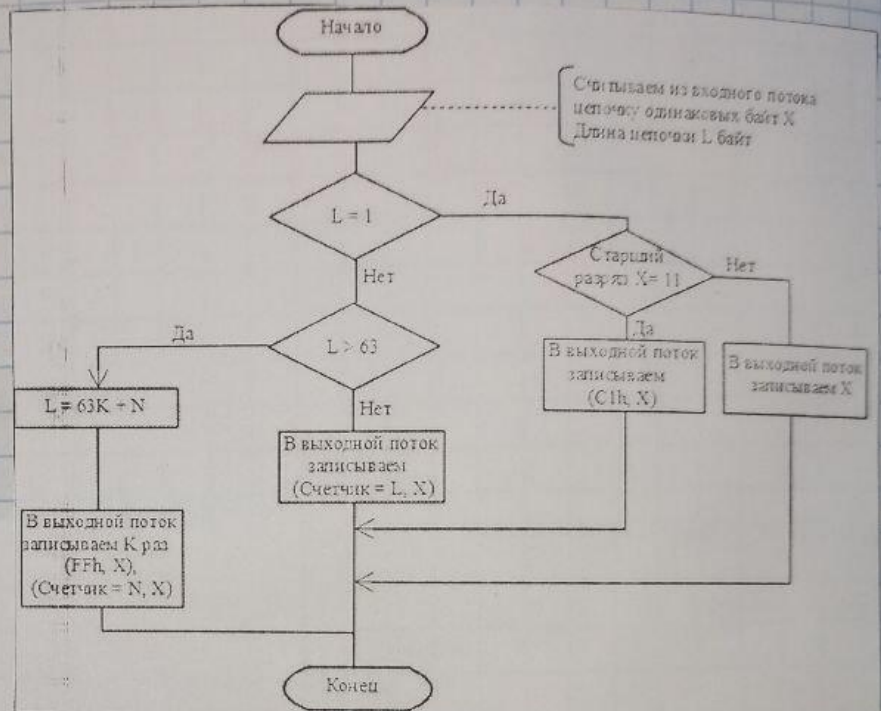 Начало
Считываем из входного потока
цепочку одинаковых байт X
Длина цепочки L байт
L = 1
Да
Нет
Старший
разряд X= 11
Нет
Да
L > 63
Да
Нет
В выходной поток
записываем
(C1h, X)
В выходной поток
записываем X
L = 63K + N
В выходной поток
записываем
(Счетчик = L, X)
В выходной поток
записываем K раз
(FFh, X),
(Счетчик = N, X)
Конец